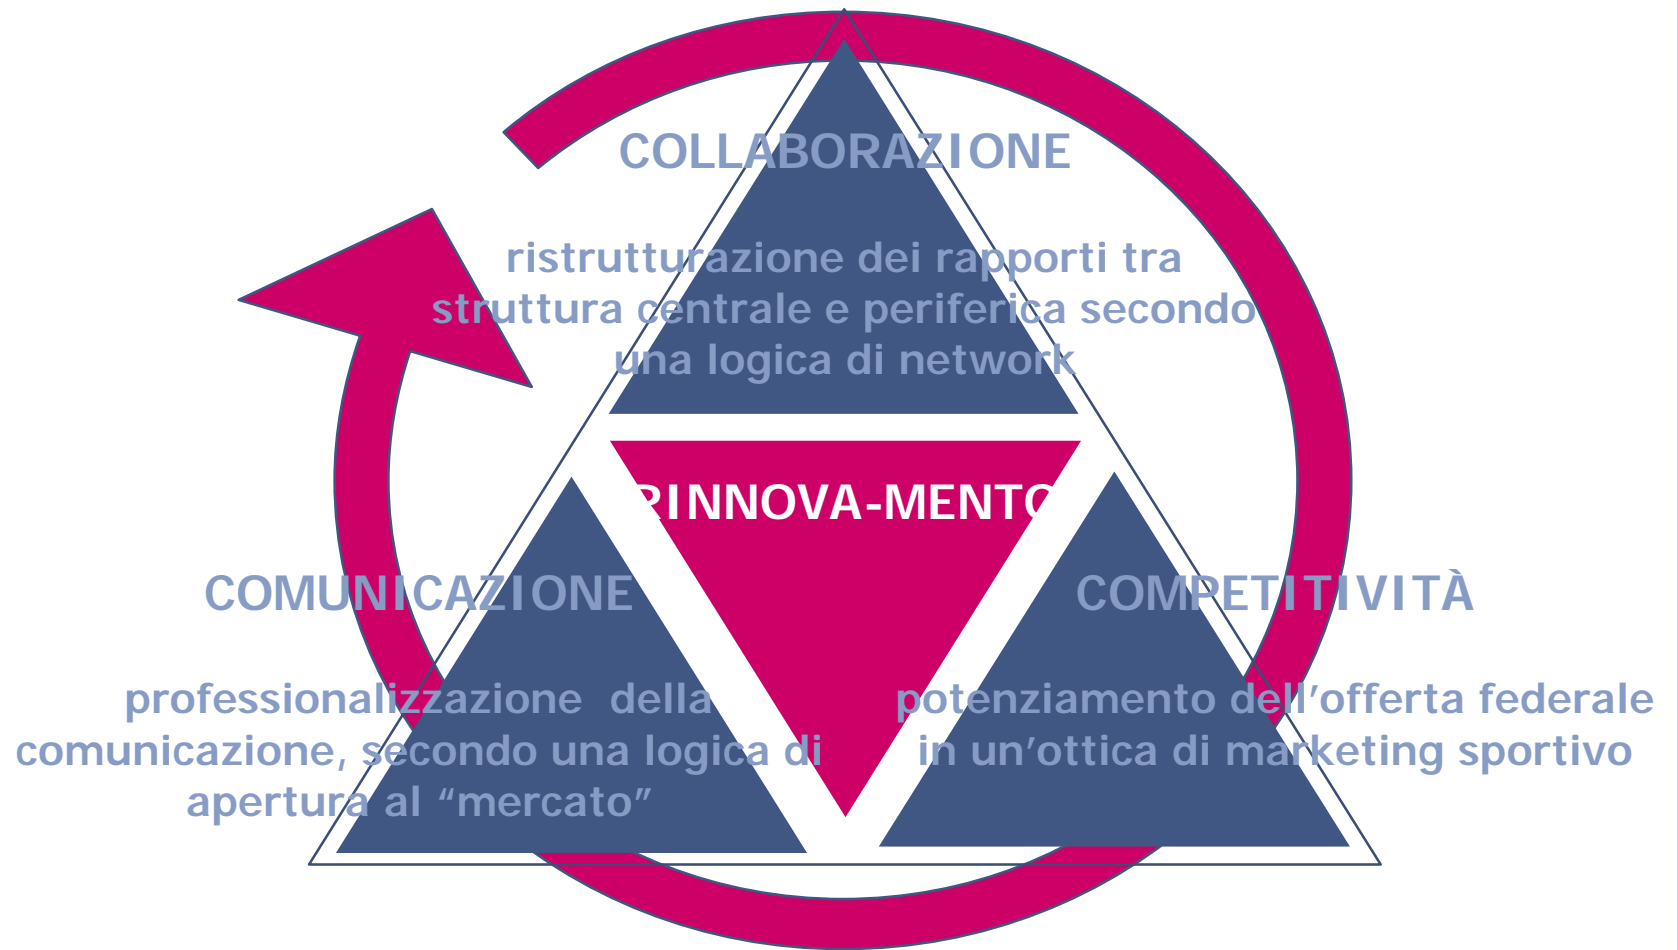 COLLABORAZIONE
ristrutturazione dei rapporti tra
struttura centrale e periferica secondo
una logica di network
RINNOVA-MENTO
COMUNICAZIONE
professionalizzazione della
comunicazione, secondo una logica di
apertura al “mercato”
COMPETITIVITÀ
potenziamento dell’offerta federale
in un’ottica di marketing sportivo